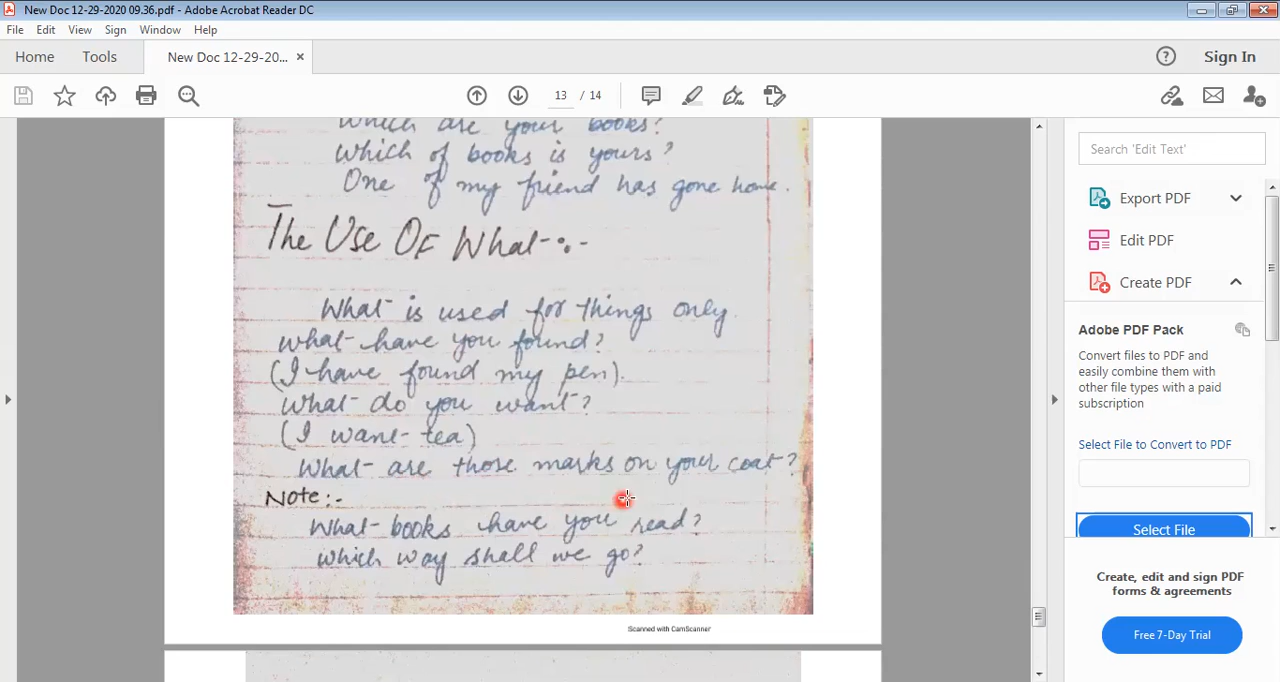 New Doc 12-29-2020 09.36.pdf - Adobe Acrobat Reader DC
File Edit View Sign Window Help
Home Tools New Doc 12-29-20... × Sign In
13 / 14
Which are your books?
Which of books is yours?
One of my friend has gone home.
The Use Of What-:-
What is used for things only.
what have you found?
(I have found my pen).
What do you want?
(I want tea)
What are those marks on your coat?
Note:-
What books have you read?
which way shall we go?
Scanned with CamScanner
Search 'Edit Text'
Export PDF
Edit PDF
Create PDF
Adobe PDF Pack
Convert files to PDF and
easily combine them with
other file types with a paid
subscription
Select File to Convert to PDF
Select File
Create, edit and sign PDF
forms & agreements
Free 7-Day Trial